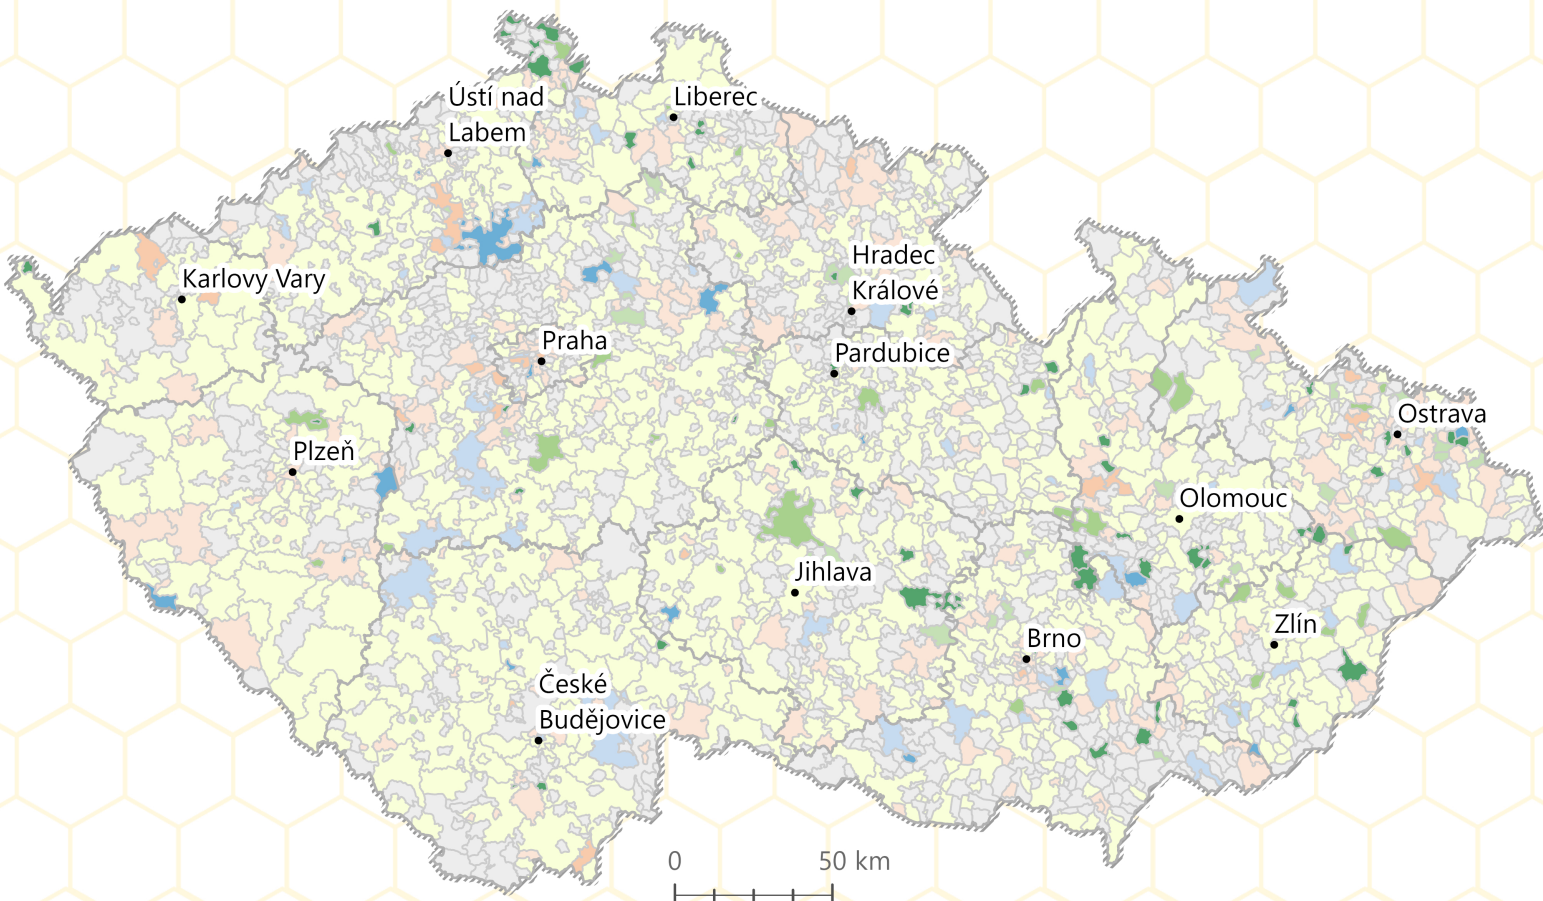 Ústí nad
Labem
Liberec
Karlovy Vary
Hradec
Králové
Praha
Pardubice
Plzeň
Ostrava
Olomouc
Jihlava
Zlín
Brno
České
Budějovice
0 50 km